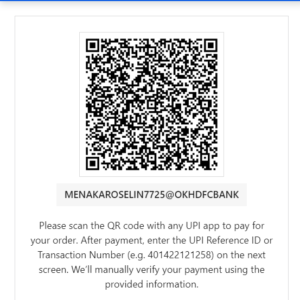 MENAKAROSELIN7725@OKHDFCBANK
Please scan the QR code with any UPI app to pay for
your order. After payment, enter the UPI Reference ID or
Transaction Number (e.g. 401422121258) on the next
screen. We'll manually verify your payment using the
provided information.